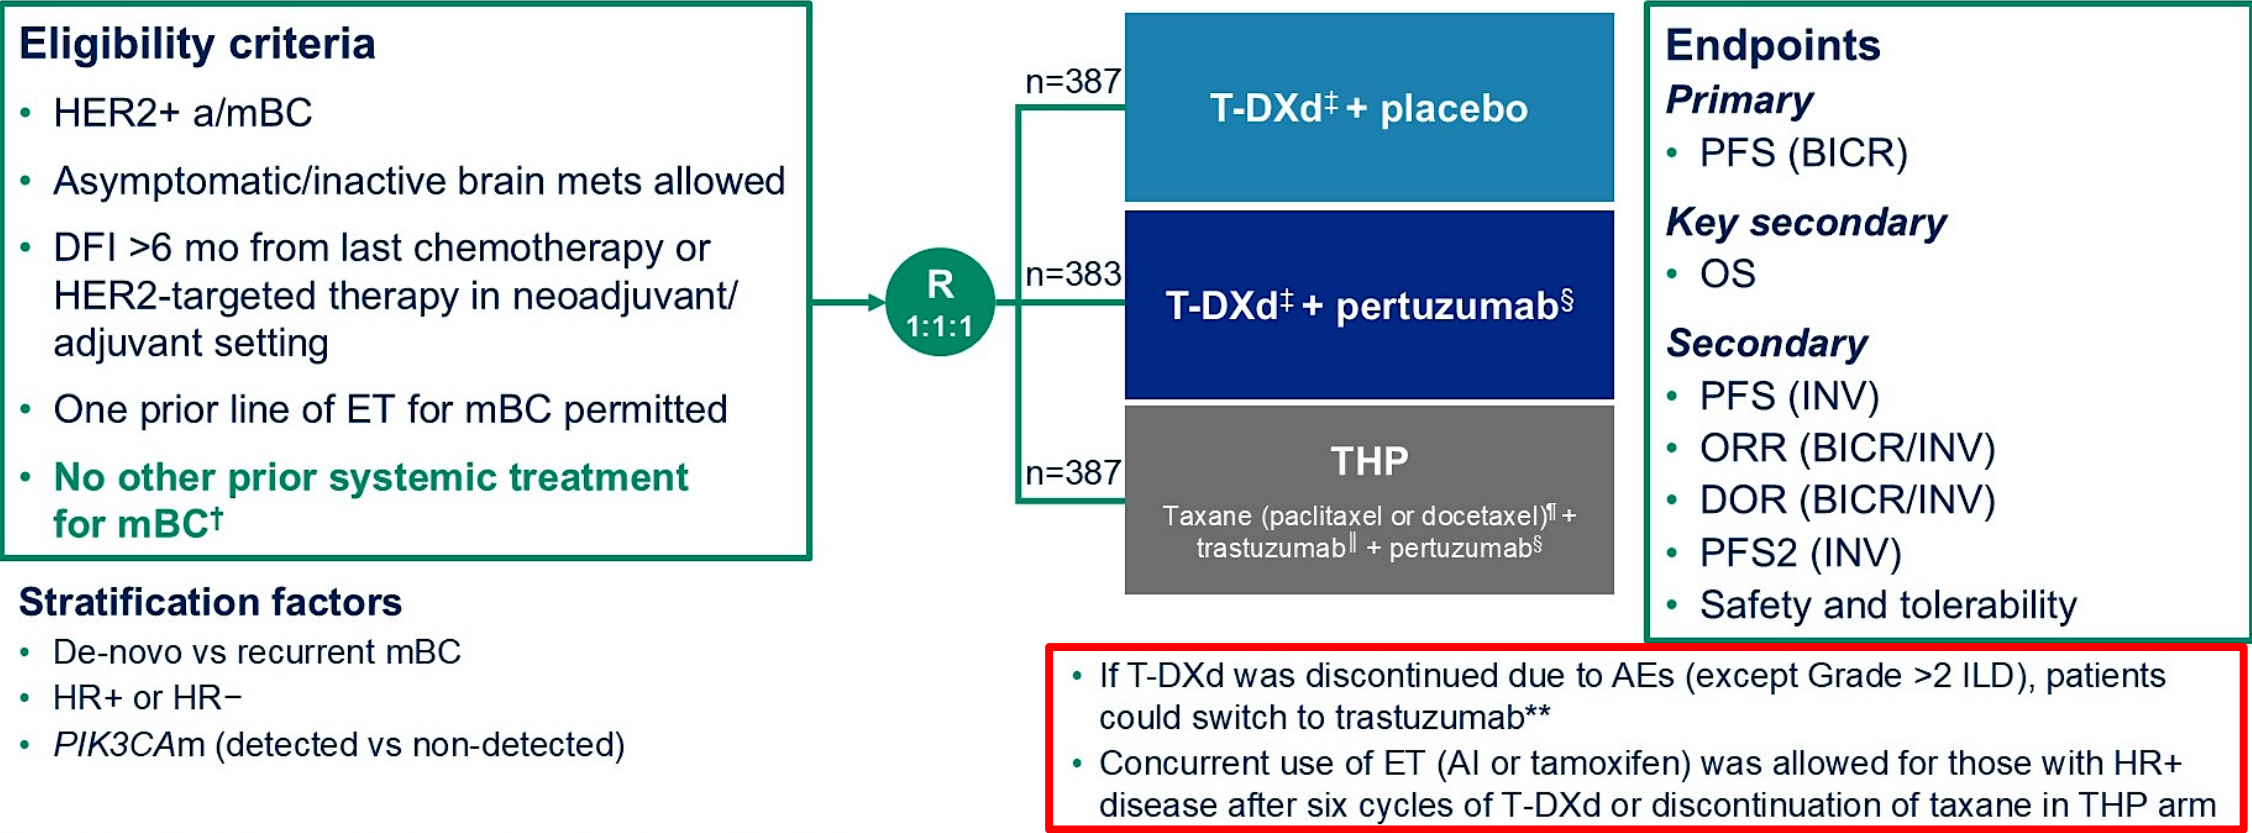 Eligibility criteria
• HER2+ a/mBC
• Asymptomatic/inactive brain mets allowed
• DFI >6 mo from last chemotherapy or
HER2-targeted therapy in neoadjuvant/
adjuvant setting
• One prior line of ET for mBC permitted
• No other prior systemic treatment
for mBC†
Stratification factors
• De-novo vs recurrent mBC
• HR+ or HR−
• PIK3CAm (detected vs non-detected)
R
1:1:1
n=387
T-DXd‡ + placebo
n=383
T-DXd‡ + pertuzumab§
n=387
THP
Taxane (paclitaxel or docetaxel)¶ +
trastuzumab‖ + pertuzumab§
Endpoints
Primary
• PFS (BICR)
Key secondary
• OS
Secondary
• PFS (INV)
• ORR (BICR/INV)
• DOR (BICR/INV)
• PFS2 (INV)
• Safety and tolerability
• If T-DXd was discontinued due to AEs (except Grade >2 ILD), patients
could switch to trastuzumab**
• Concurrent use of ET (AI or tamoxifen) was allowed for those with HR+
disease after six cycles of T-DXd or discontinuation of taxane in THP arm